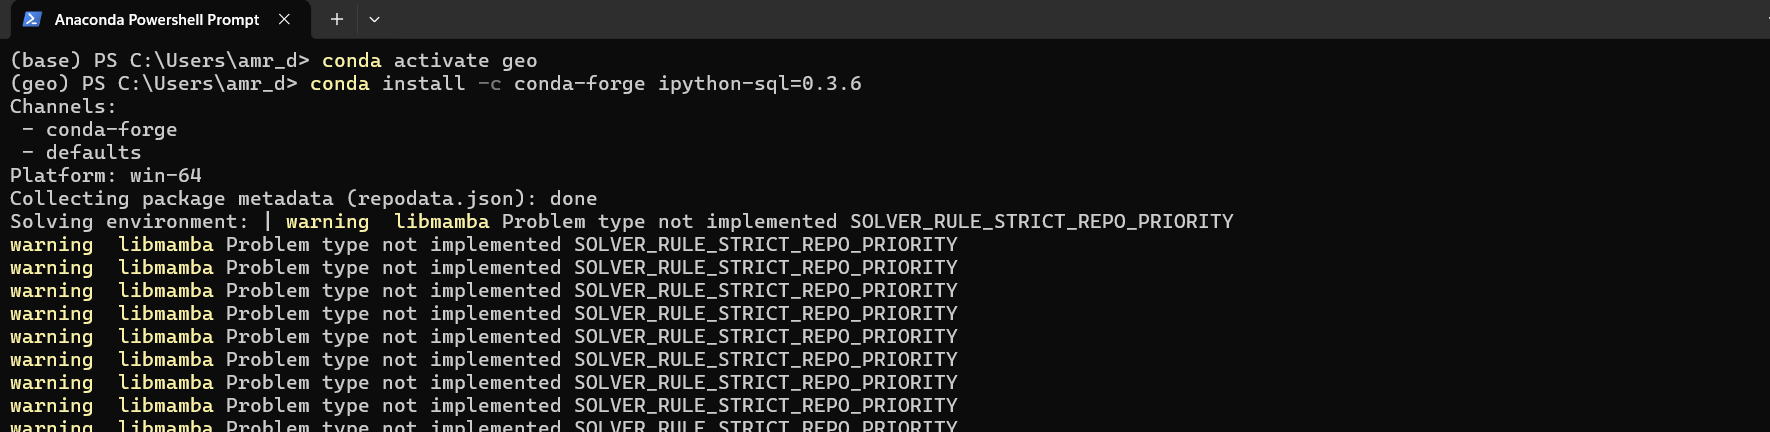 Anaconda Powershell Prompt
(base) PS C:\Users\amr_d> conda activate geo
(geo) PS C:\Users\amr_d> conda install -c conda-forge ipython-sql=0.3.6
Channels:
 - conda-forge
 - defaults
Platform: win-64
Collecting package metadata (repodata.json): done
Solving environment: | warning  libmamba Problem type not implemented SOLVER_RULE_STRICT_REPO_PRIORITY
warning  libmamba Problem type not implemented SOLVER_RULE_STRICT_REPO_PRIORITY
warning  libmamba Problem type not implemented SOLVER_RULE_STRICT_REPO_PRIORITY
warning  libmamba Problem type not implemented SOLVER_RULE_STRICT_REPO_PRIORITY
warning  libmamba Problem type not implemented SOLVER_RULE_STRICT_REPO_PRIORITY
warning  libmamba Problem type not implemented SOLVER_RULE_STRICT_REPO_PRIORITY
warning  libmamba Problem type not implemented SOLVER_RULE_STRICT_REPO_PRIORITY
warning  libmamba Problem type not implemented SOLVER_RULE_STRICT_REPO_PRIORITY
warning  libmamba Problem type not implemented SOLVER_RULE_STRICT_REPO_PRIORITY
warning  libmamba Problem type not implemented SOLVER_RULE_STRICT_REPO_PRIORITY